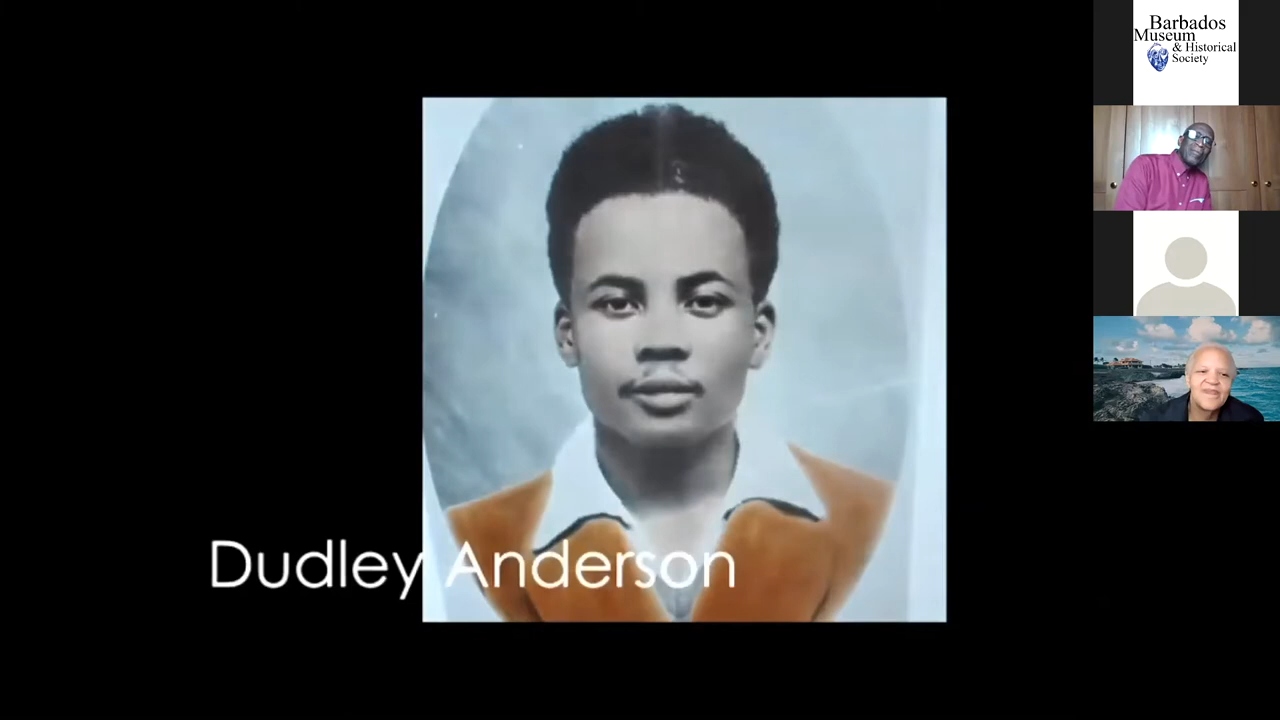 Barbados
Museum
& Historical
Society
Dudley Anderson